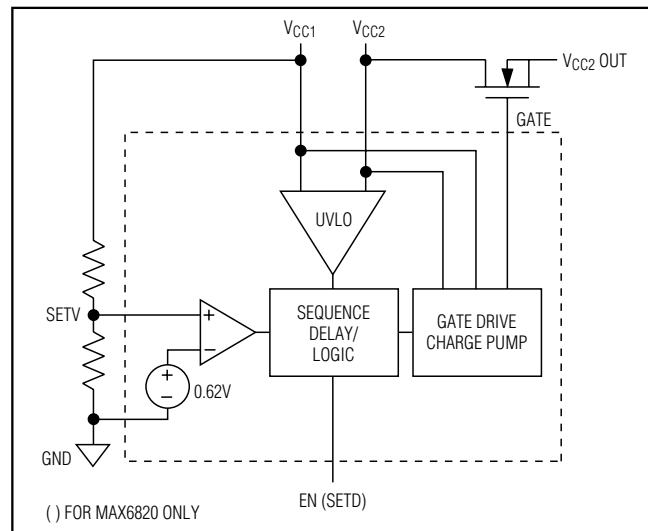 VCC1
VCC2
VCC2 OUT
GATE
UVLO
SETV
+
−
SEQUENCE
DELAY/
LOGIC
GATE DRIVE
CHARGE PUMP
+
−
0.62V
GND
EN (SETD)
( ) FOR MAX6820 ONLY